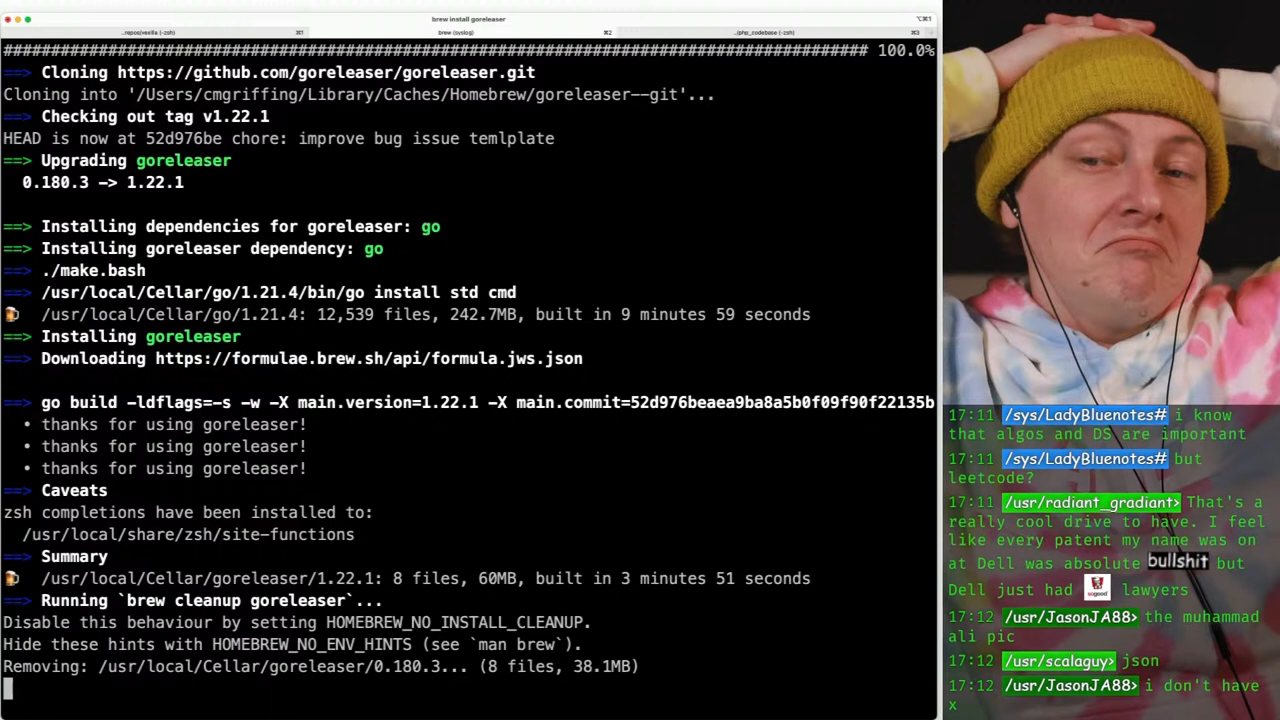 brew install goreleaser
⌥⌘1
..repos/vexilla (-zsh)
⌘1
brew (syslog)
⌘2
../php_codebase (-zsh)
⌘3
########################################################################################## 100.0%
==> Cloning https://github.com/goreleaser/goreleaser.git
Cloning into '/Users/cmgriffing/Library/Caches/Homebrew/goreleaser--git'...
==> Checking out tag v1.22.1
HEAD is now at 52d976be chore: improve bug issue temlplate
==> Upgrading goreleaser
0.180.3 -> 1.22.1
==> Installing dependencies for goreleaser: go
==> Installing goreleaser dependency: go
==> ./make.bash
==> /usr/local/Cellar/go/1.21.4/bin/go install std cmd
🍺 /usr/local/Cellar/go/1.21.4: 12,539 files, 242.7MB, built in 9 minutes 59 seconds
==> Installing goreleaser
==> Downloading https://formulae.brew.sh/api/formula.jws.json
==> go build -ldflags=-s -w -X main.version=1.22.1 -X main.commit=52d976beaea9ba8a5b0f09f90f22135b
• thanks for using goreleaser!
• thanks for using goreleaser!
• thanks for using goreleaser!
==> Caveats
zsh completions have been installed to:
/usr/local/share/zsh/site-functions
==> Summary
🍺 /usr/local/Cellar/goreleaser/1.22.1: 8 files, 60MB, built in 3 minutes 51 seconds
==> Running `brew cleanup goreleaser`...
Disable this behaviour by setting HOMEBREW_NO_INSTALL_CLEANUP.
Hide these hints with HOMEBREW_NO_ENV_HINTS (see `man brew`).
Removing: /usr/local/Cellar/goreleaser/0.180.3... (8 files, 38.1MB)
17:11 /sys/LadyBluenotes# i know
that algos and DS are important
17:11 /sys/LadyBluenotes# but
leetcode?
17:11 /usr/radiant_gradiant> That's a
really cool drive to have. I feel
like every patent my name was on
at Dell was absolute bullshit but
Dell just had sogood lawyers
17:12 /usr/JasonJA88> the muhammad
ali pic
17:12 /usr/scalaguy> json
17:12 /usr/JasonJA88> i don't have
x